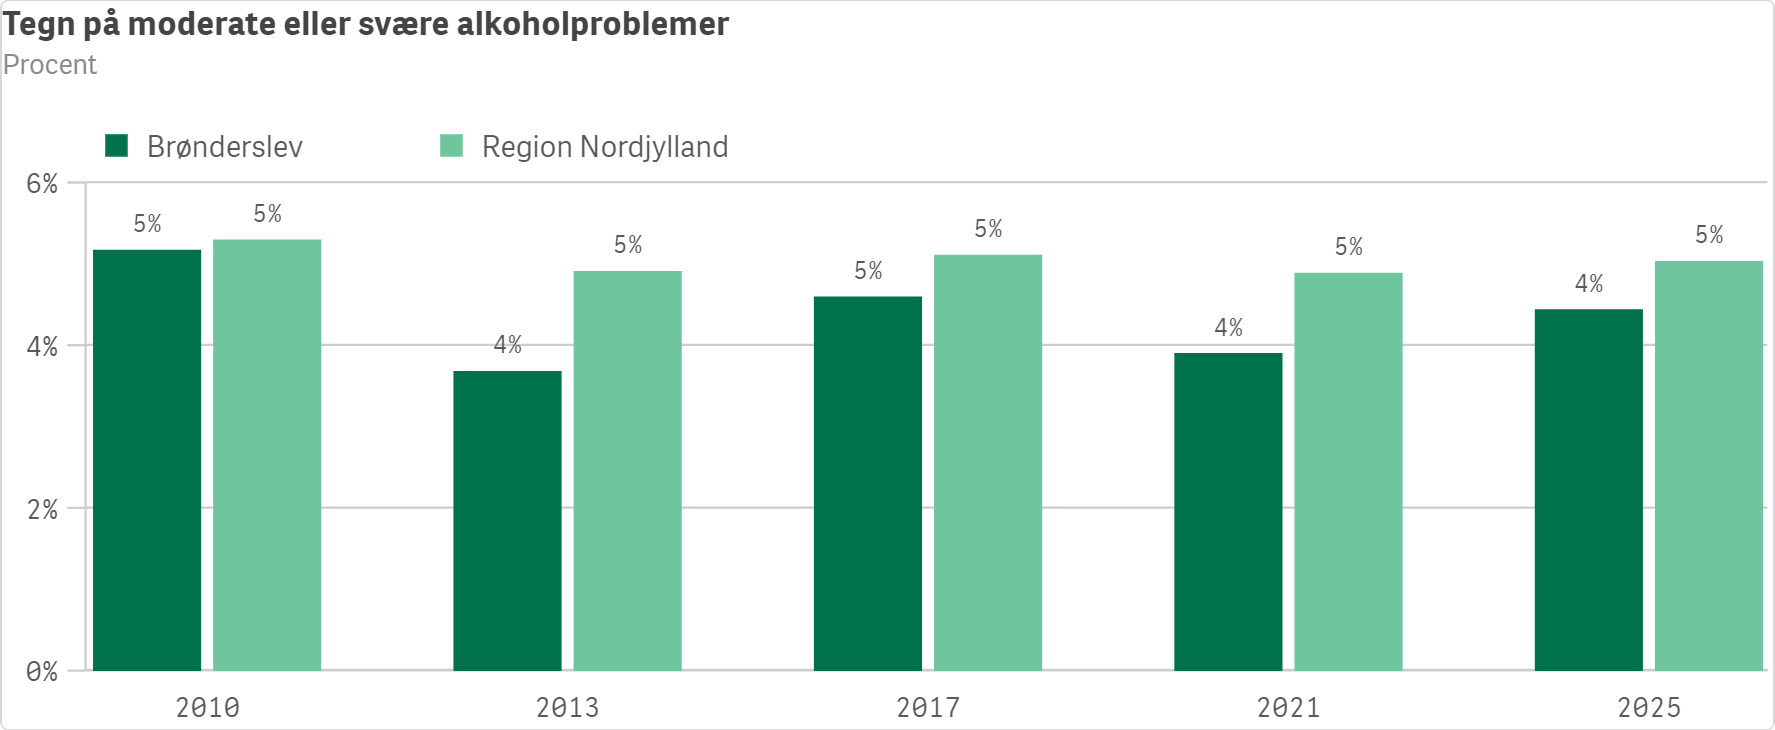 Tegn på moderate eller svære alkoholproblemer
Procent
Brønderslev Region Nordjylland
6%
5% 5% 5% 5% 5% 5% 4% 5%
4% 4%
4%
2%
0%
2010 2013 2017 2021 2025